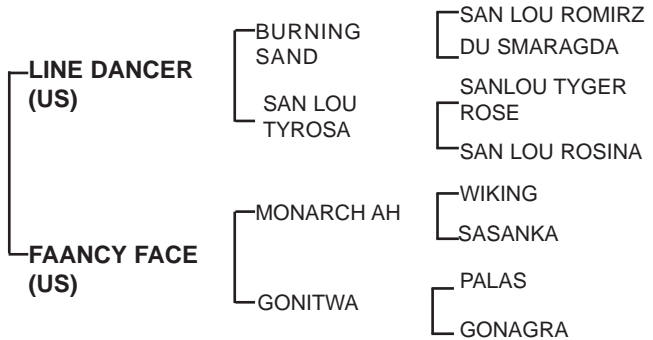 SAN LOU ROMIRZ
BURNING
SAND
DU SMARAGDA
LINE DANCER
(US)
SANLOU TYGER
ROSE
SAN LOU
TYROSA
SAN LOU ROSINA
WIKING
MONARCH AH
SASANKA
FAANCY FACE
(US)
PALAS
GONITWA
GONAGRA